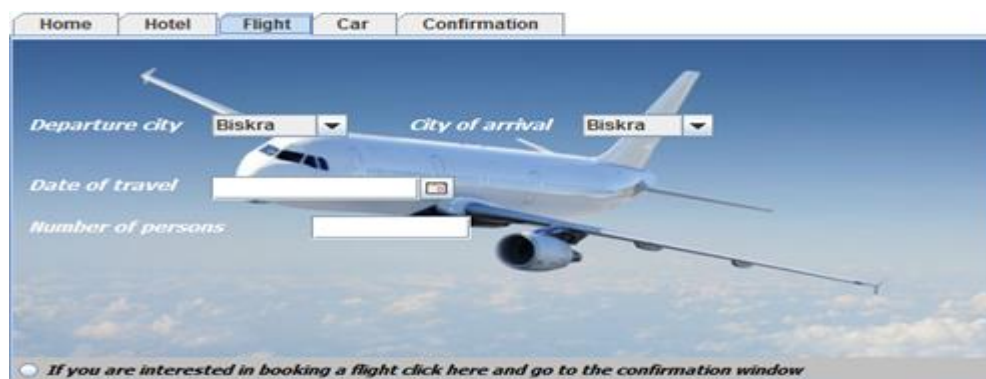 Home Hotel Flight Car Confirmation
Departure city Biskra City of arrival Biskra
Date of travel
Number of persons
If you are interested in booking a flight click here and go to the confirmation window